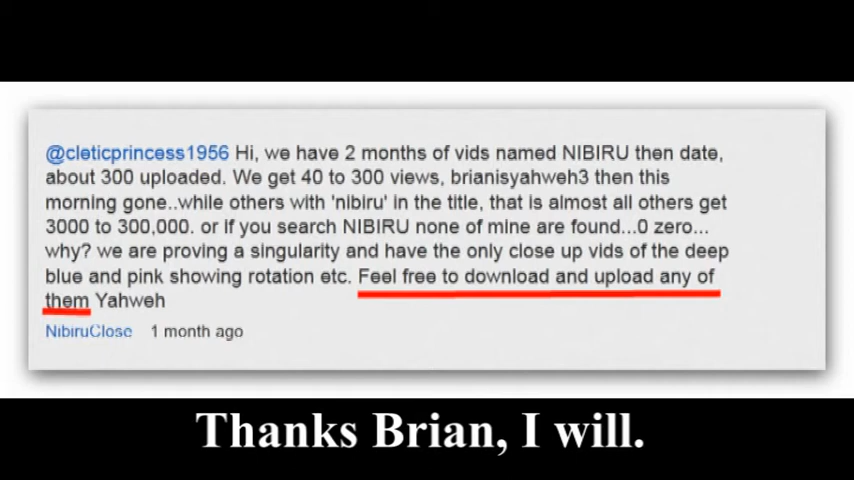 @cleticprincess1956 Hi, we have 2 months of vids named NIBIRU then date,
about 300 uploaded. We get 40 to 300 views, brianisyahweh3 then this
morning gone..while others with 'nibiru' in the title, that is almost all others get
3000 to 300,000. or if you search NIBIRU none of mine are found...0 zero...
why? we are proving a singularity and have the only close up vids of the deep
blue and pink showing rotation etc. Feel free to download and upload any of
them Yahweh
NibiruClose 1 month ago
Thanks Brian, I will.